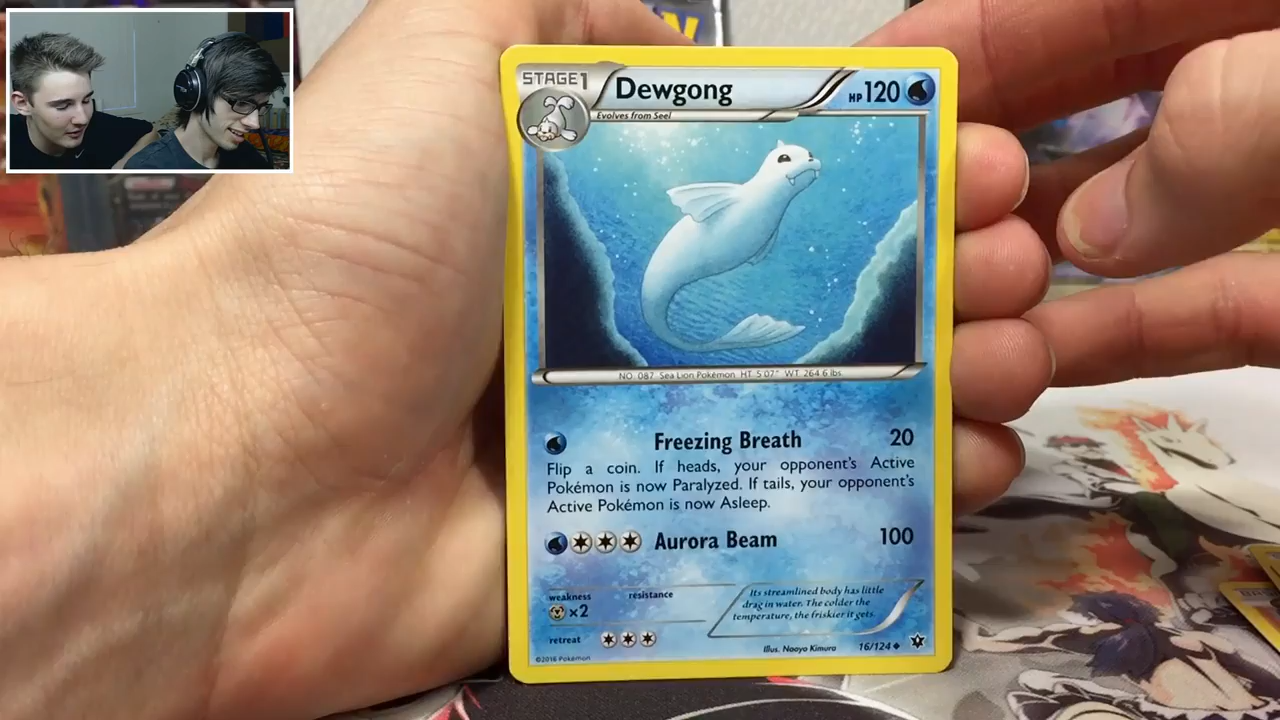 STAGE1
Dewgong
HP 120
Evolves from Seel
NO. 087 Sea Lion Pokémon HT 5'07" WT 264.6 lbs.
Freezing Breath 20
Flip a coin. If heads, your opponent's Active
Pokémon is now Paralyzed. If tails, your opponent's
Active Pokémon is now Asleep.
Aurora Beam 100
weakness resistance
×2
Its streamlined body has little
drag in water. The colder the
temperature, the friskier it gets.
retreat
Illus. Naoyo Kimura 16/124
©2016 Pokémon